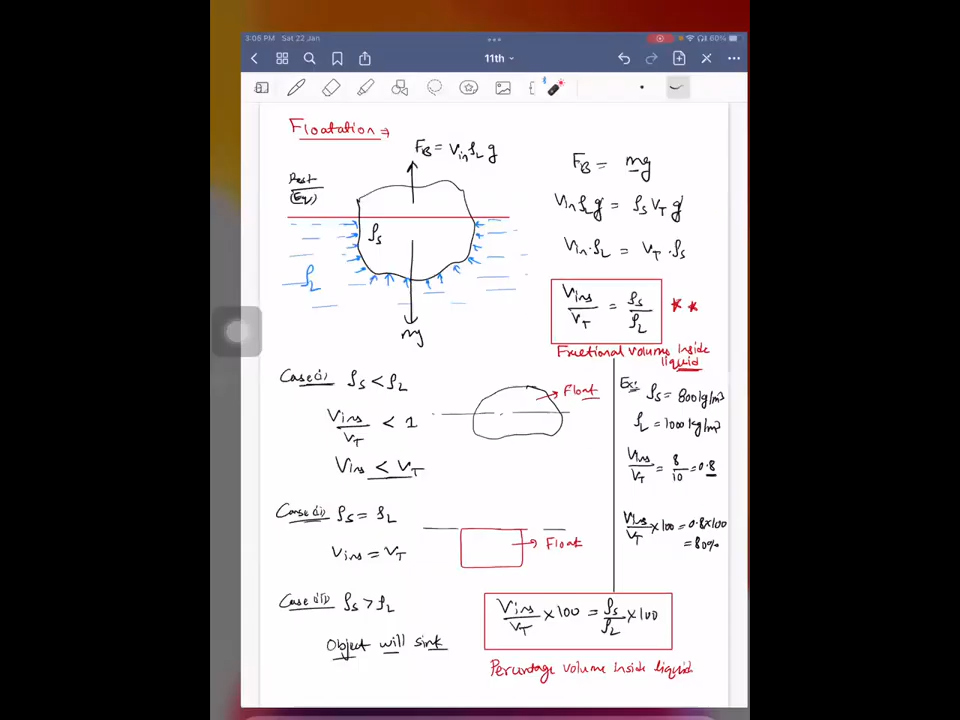 3:05 PM Sat 22 Jan
60%
11th
Floatation ⇒
F_B = V_in ρ_L g
Rest
(Eq)
ρ_s
ρ_L
mg
F_B = mg
V_in ρ_L g = ρ_s V_T g
V_in · ρ_L = V_T · ρ_s
V_ins/V_T = ρ_s/ρ_L **
Fractional volume inside
liquid
Case(i) ρ_s < ρ_L
V_ins/V_T < 1
V_ins < V_T
Float
Case(ii) ρ_s = ρ_L
V_ins = V_T
Float
Case(iii) ρ_s > ρ_L
Object will sink
Ex:
ρ_s = 800 kg/m³
ρ_L = 1000 kg/m³
V_ins/V_T = 8/10 = 0.8
V_ins/V_T × 100 = 0.8 × 100
= 80%
V_ins/V_T × 100 = ρ_s/ρ_L × 100
Percentage volume inside liquid